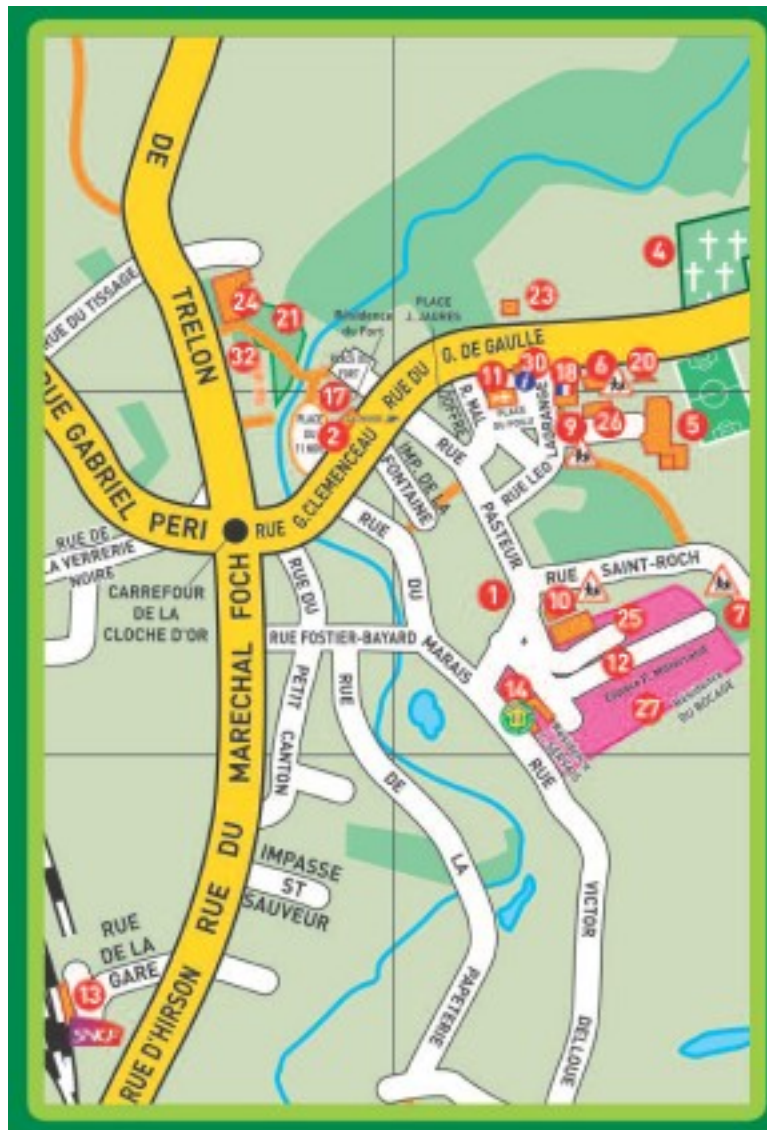 DE
TRELON
RUE DU TISSAGE
24
21
32
Résidence
du Fort
PLACE
J. JAURES
4
23
G. DE GAULLE
RUE DU
30
11
18
6
20
17
2
PLACE
R. MAL
JOFFRE
PLACE
9
26
5
RUE GABRIEL PERI
RUE G.CLEMENCEAU
IMP. DE LA
FONTAINE
RUE
PASTEUR
RUE LEO
LAGRANGE
RUE DE
LA VERRERIE
NOIRE
CARREFOUR
DE LA
CLOCHE D'OR
RUE
DU
MARAIS
RUE SAINT-ROCH
1
10
25
7
12
14
27
Résidence
DU BOCAGE
RUE FOSTIER-BAYARD
RUE DU
PETIT
CANTON
RUE
DE
LA
PAPETERIE
RUE
VICTOR
DELLOUE
RUE DU MARECHAL FOCH
IMPASSE
ST
SAUVEUR
RUE
DE LA
GARE
13
SNCF
RUE D'HIRSON